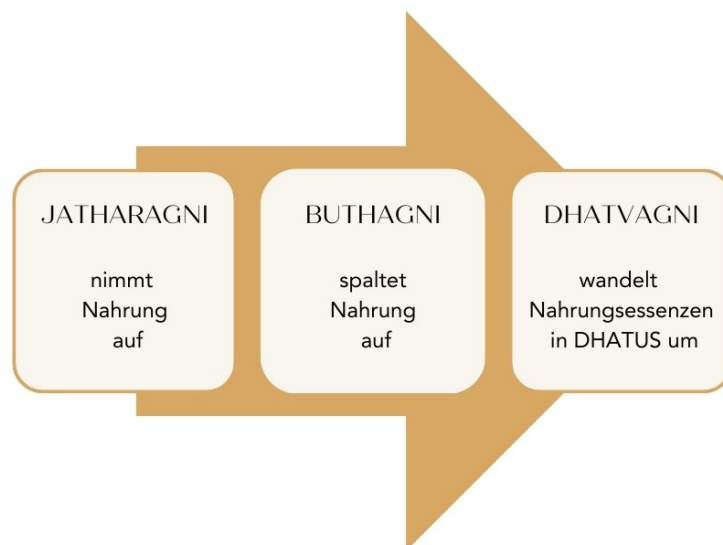 JATHARAGNI
nimmt
Nahrung
auf
BUTHAGNI
spaltet
Nahrung
auf
DHATVAGNI
wandelt
Nahrungsessenzen
in DHATUS um